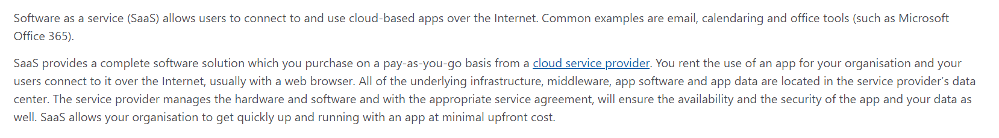 Software as a service (SaaS) allows users to connect to and use cloud-based apps over the Internet. Common examples are email, calendaring and office tools (such as Microsoft
Office 365).
SaaS provides a complete software solution which you purchase on a pay-as-you-go basis from a cloud service provider. You rent the use of an app for your organisation and your
users connect to it over the Internet, usually with a web browser. All of the underlying infrastructure, middleware, app software and app data are located in the service provider’s data
center. The service provider manages the hardware and software and with the appropriate service agreement, will ensure the availability and the security of the app and your data as
well. SaaS allows your organisation to get quickly up and running with an app at minimal upfront cost.